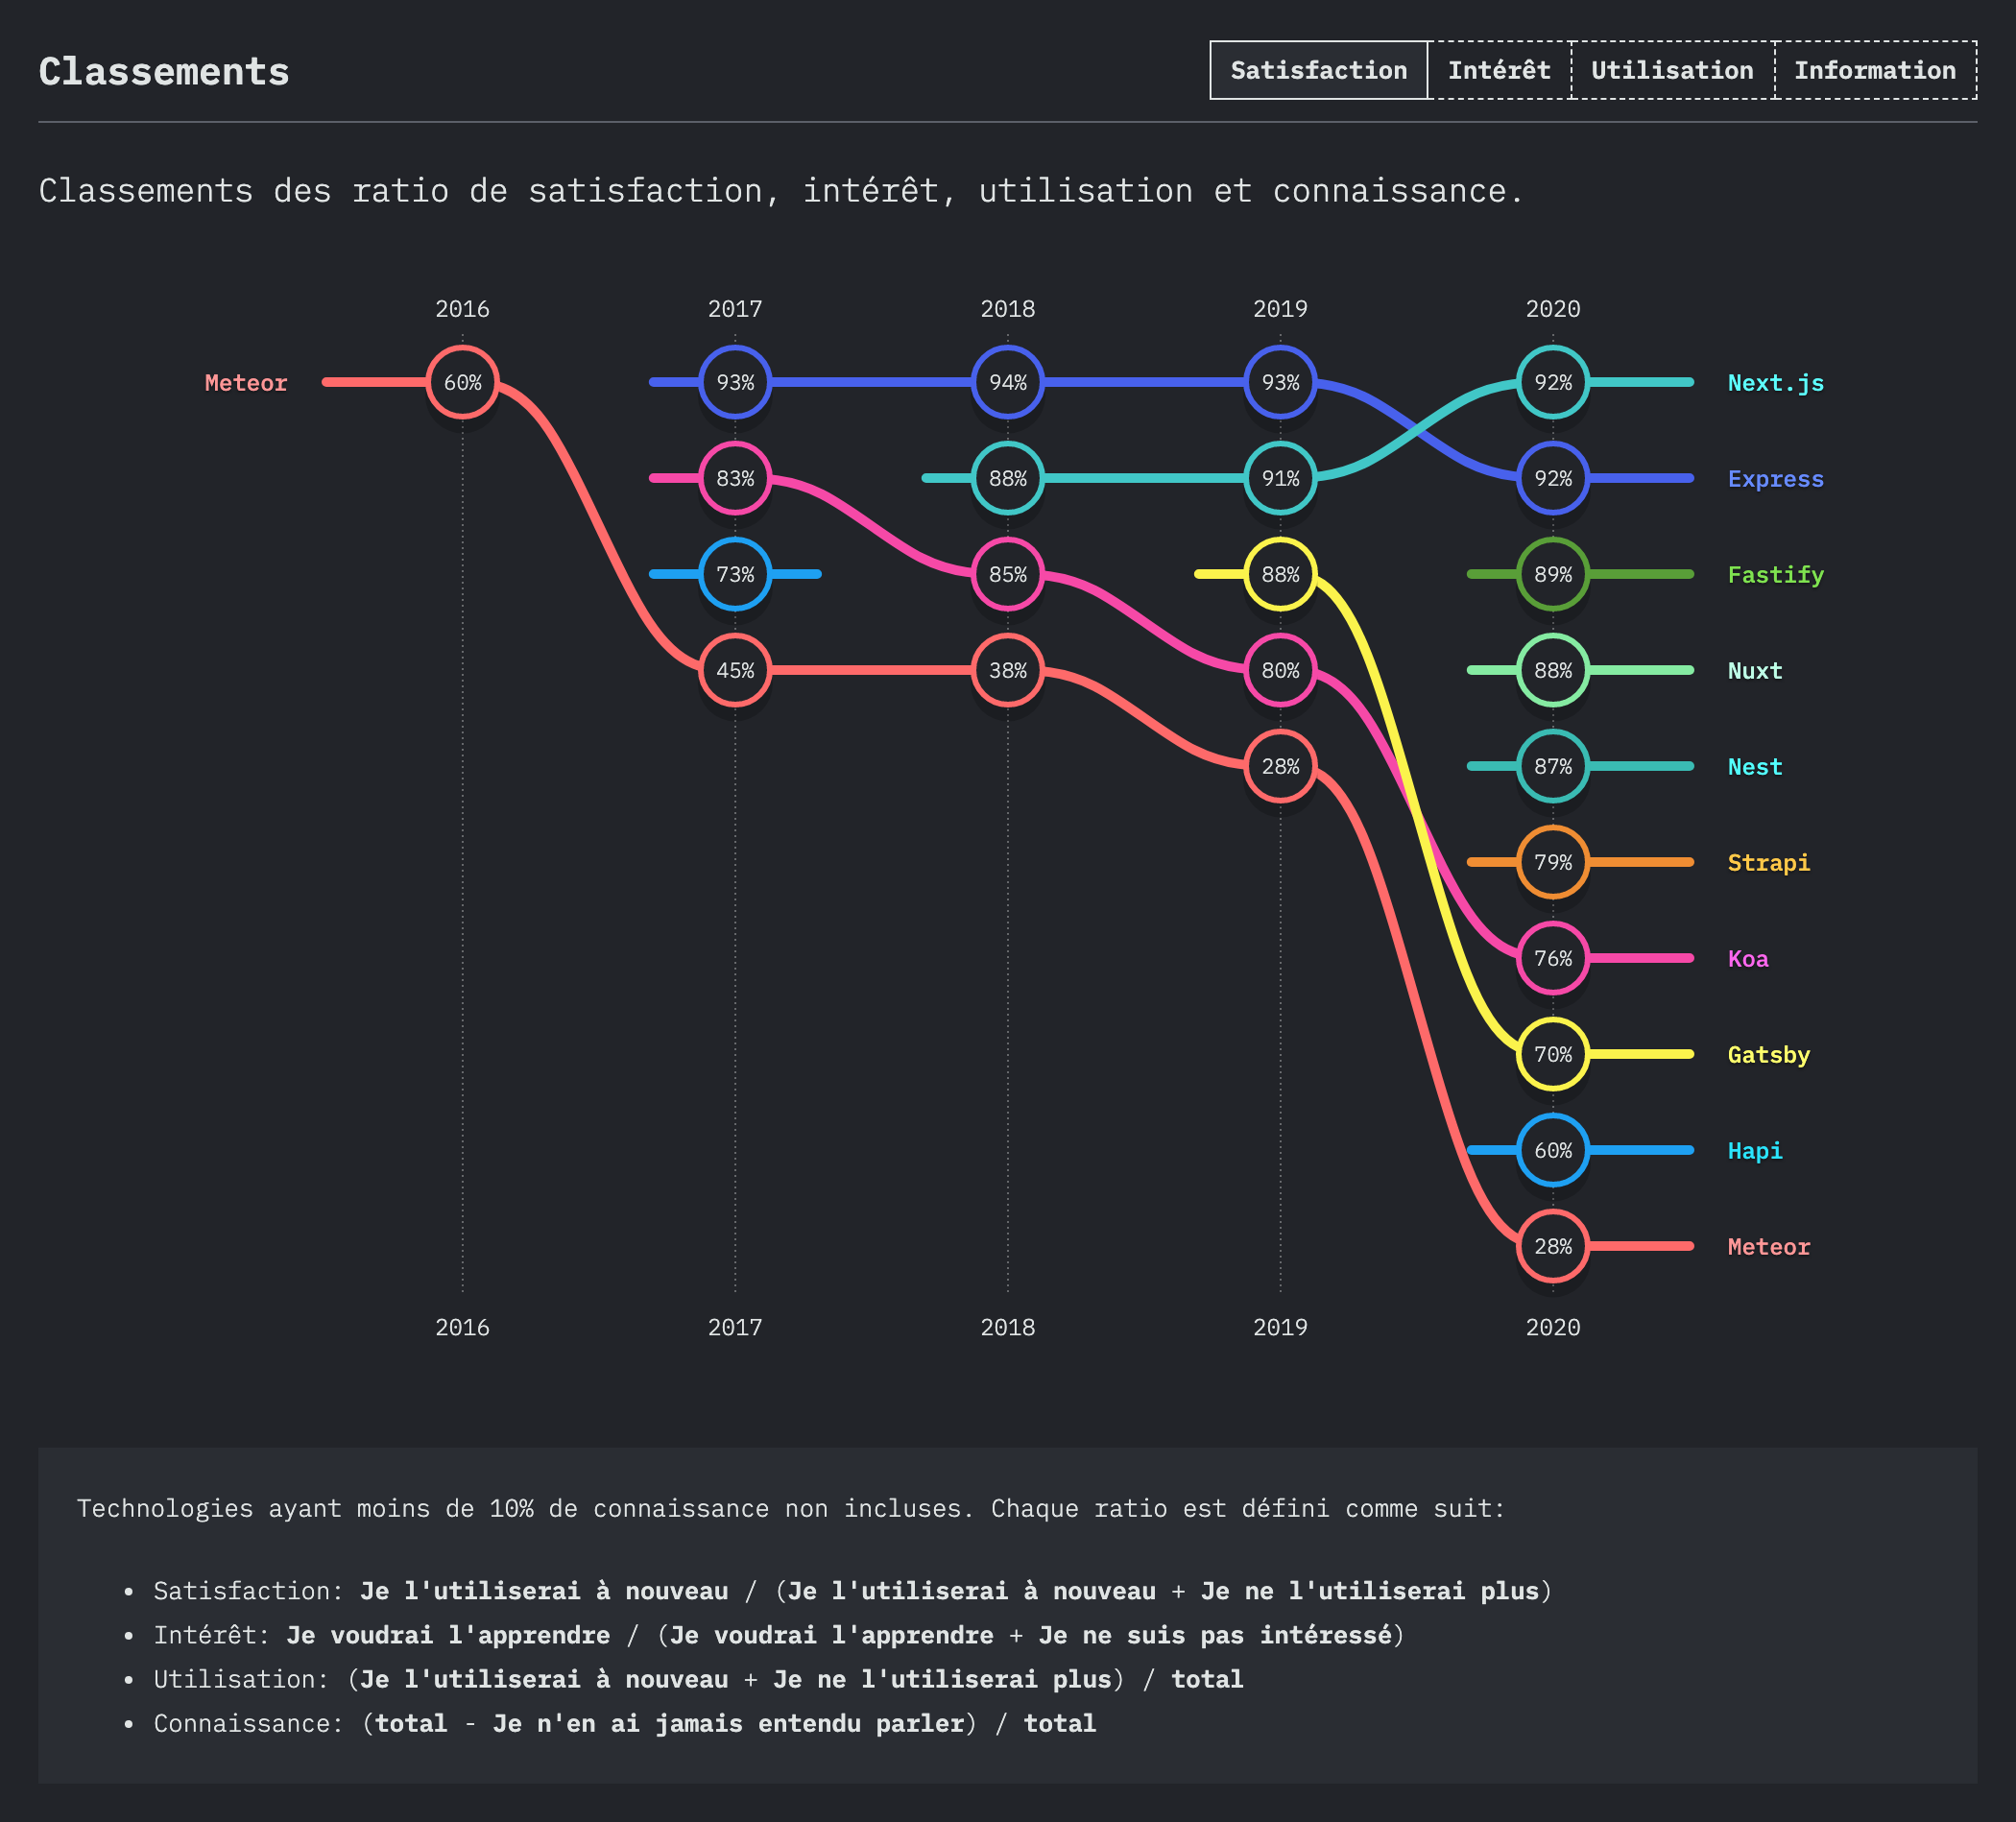 Classements
Satisfaction Intérêt Utilisation Information
Classements des ratio de satisfaction, intérêt, utilisation et connaissance.
2016 2017 2018 2019 2020
Meteor 60% 93% 94% 93% 92% Next.js
83% 88% 91% 92% Express
73% 85% 88% 89% Fastify
45% 38% 80% 88% Nuxt
28% 87% Nest
79% Strapi
76% Koa
70% Gatsby
60% Hapi
28% Meteor
2016 2017 2018 2019 2020
Technologies ayant moins de 10% de connaissance non incluses. Chaque ratio est défini comme suit:
• Satisfaction: Je l'utiliserai à nouveau / (Je l'utiliserai à nouveau + Je ne l'utiliserai plus)
• Intérêt: Je voudrai l'apprendre / (Je voudrai l'apprendre + Je ne suis pas intéressé)
• Utilisation: (Je l'utiliserai à nouveau + Je ne l'utiliserai plus) / total
• Connaissance: (total - Je n'en ai jamais entendu parler) / total